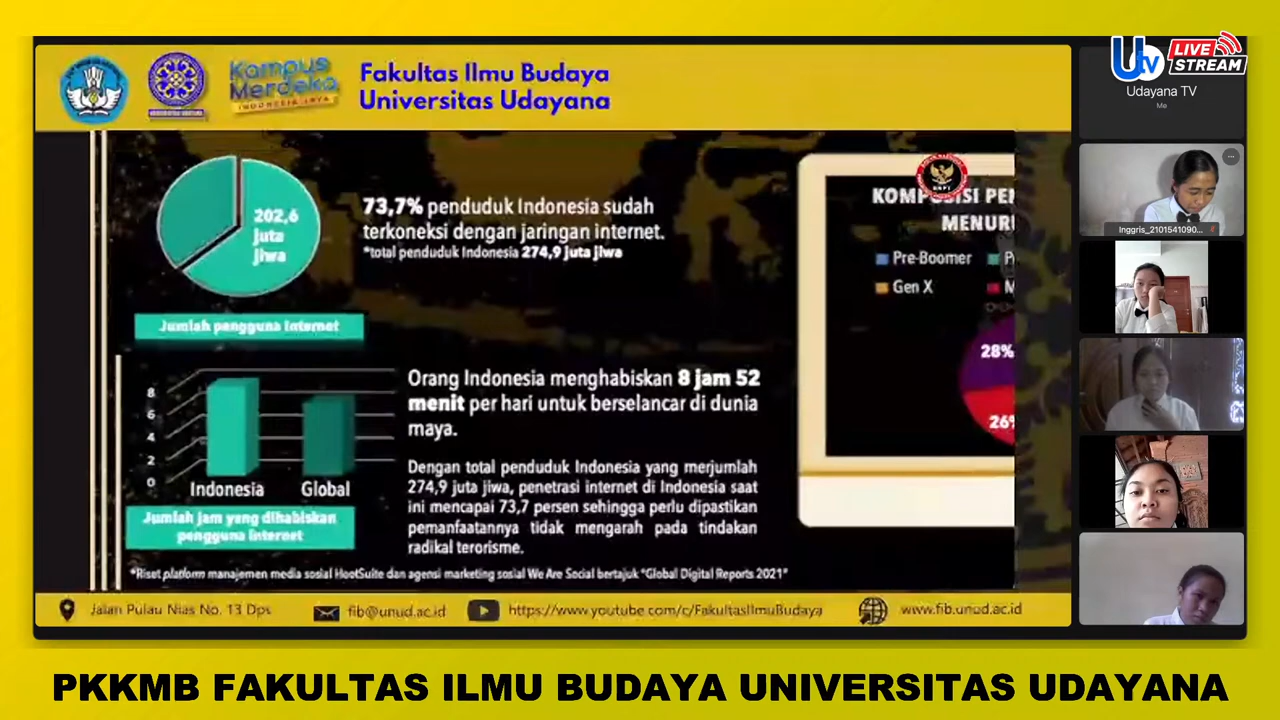 Kampus
Merdeka
INDONESIA JAYA
Fakultas Ilmu Budaya
Universitas Udayana
U tv LIVE
STREAM
Udayana TV
Me
202,6
juta
jiwa
73,7% penduduk Indonesia sudah
terkoneksi dengan jaringan internet.
*total penduduk Indonesia 274,9 juta jiwa
Jumlah pengguna Internet
KOMPOSISI PEN
MENURU
Pre-Boomer
Gen X
28%
26%
8
6
4
2
0
Indonesia
Global
Jumlah jam yang dihabiskan
pengguna Internet
Orang Indonesia menghabiskan 8 jam 52
menit per hari untuk berselancar di dunia
maya.
Dengan total penduduk Indonesia yang merjumlah
274,9 juta jiwa, penetrasi internet di Indonesia saat
ini mencapai 73,7 persen sehingga perlu dipastikan
pemanfaatannya tidak mengarah pada tindakan
radikal terorisme.
*Riset platform manajemen media sosial HootSuite dan agensi marketing sosial We Are Social bertajuk "Global Digital Reports 2021"
Inggris_2101541090...
Jalan Pulau Nias No. 13 Dps
fib@unud.ac.id
https://www.youtube.com/c/FakultasIlmuBudaya
www.fib.unud.ac.id
PKKMB FAKULTAS ILMU BUDAYA UNIVERSITAS UDAYANA